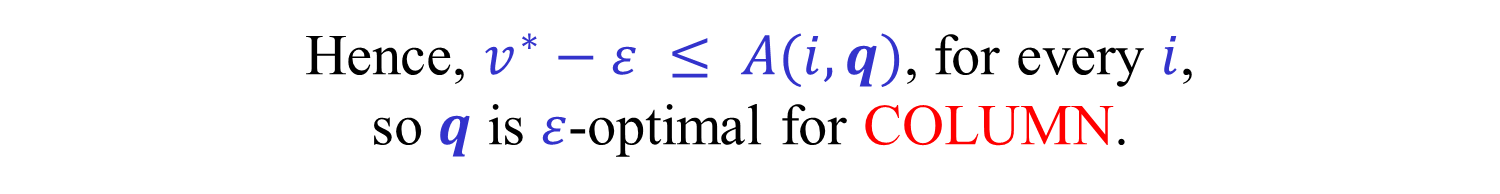 Hence, 𝑣* − 𝜀 ≤ 𝐴(𝑖, 𝒒), for every 𝑖,
so 𝒒 is 𝜀-optimal for COLUMN.